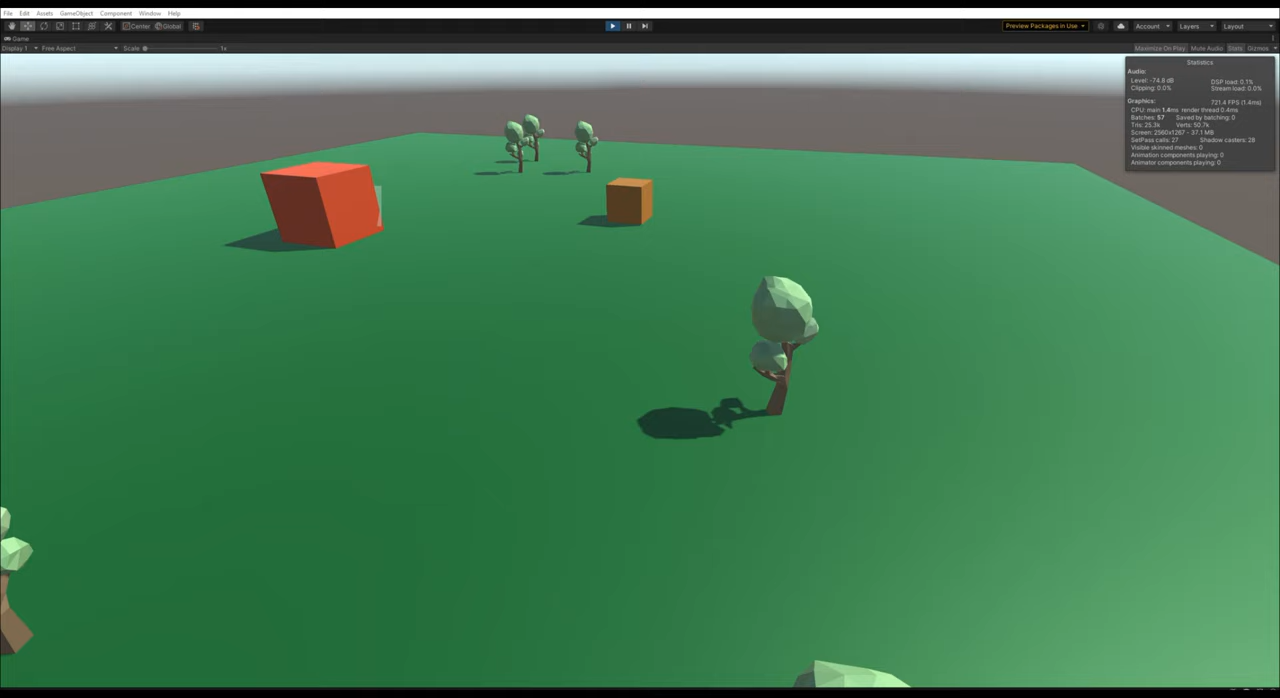 File Edit Assets GameObject Component Window Help
Center Global Preview Packages in Use Account Layers Layout
Game
Display 1 Free Aspect Scale 1x Maximize On Play Mute Audio Stats Gizmos
Statistics
Audio:
Level: -74.8 dB DSP load: 0.1%
Clipping: 0.0% Stream load: 0.0%
Graphics: 721.4 FPS (1.4ms)
CPU: main 1.4ms render thread 0.4ms
Batches: 57 Saved by batching: 0
Tris: 25.3k Verts: 50.7k
Screen: 2560x1267 - 37.1 MB
SetPass calls: 27 Shadow casters: 28
Visible skinned meshes: 0
Animation components playing: 0
Animator components playing: 0